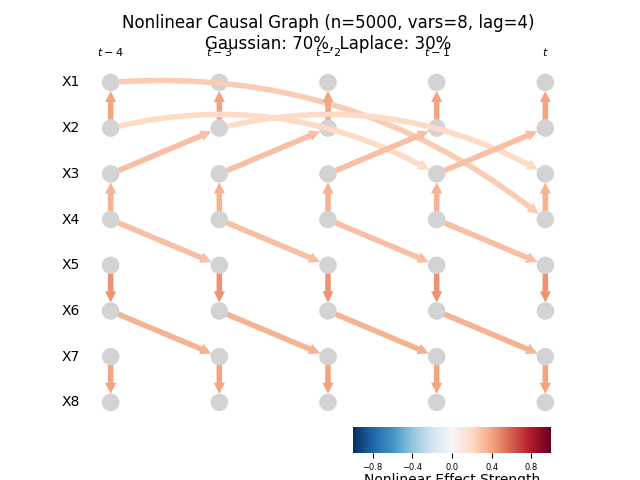 Nonlinear Causal Graph (n=5000, vars=8, lag=4)
Gaussian: 70%, Laplace: 30%
t − 4 t − 3 t − 2 t − 1 t
X1
X2
X3
X4
X5
X6
X7
X8
−0.8 −0.4 0.0 0.4 0.8
Nonlinear Effect Strength